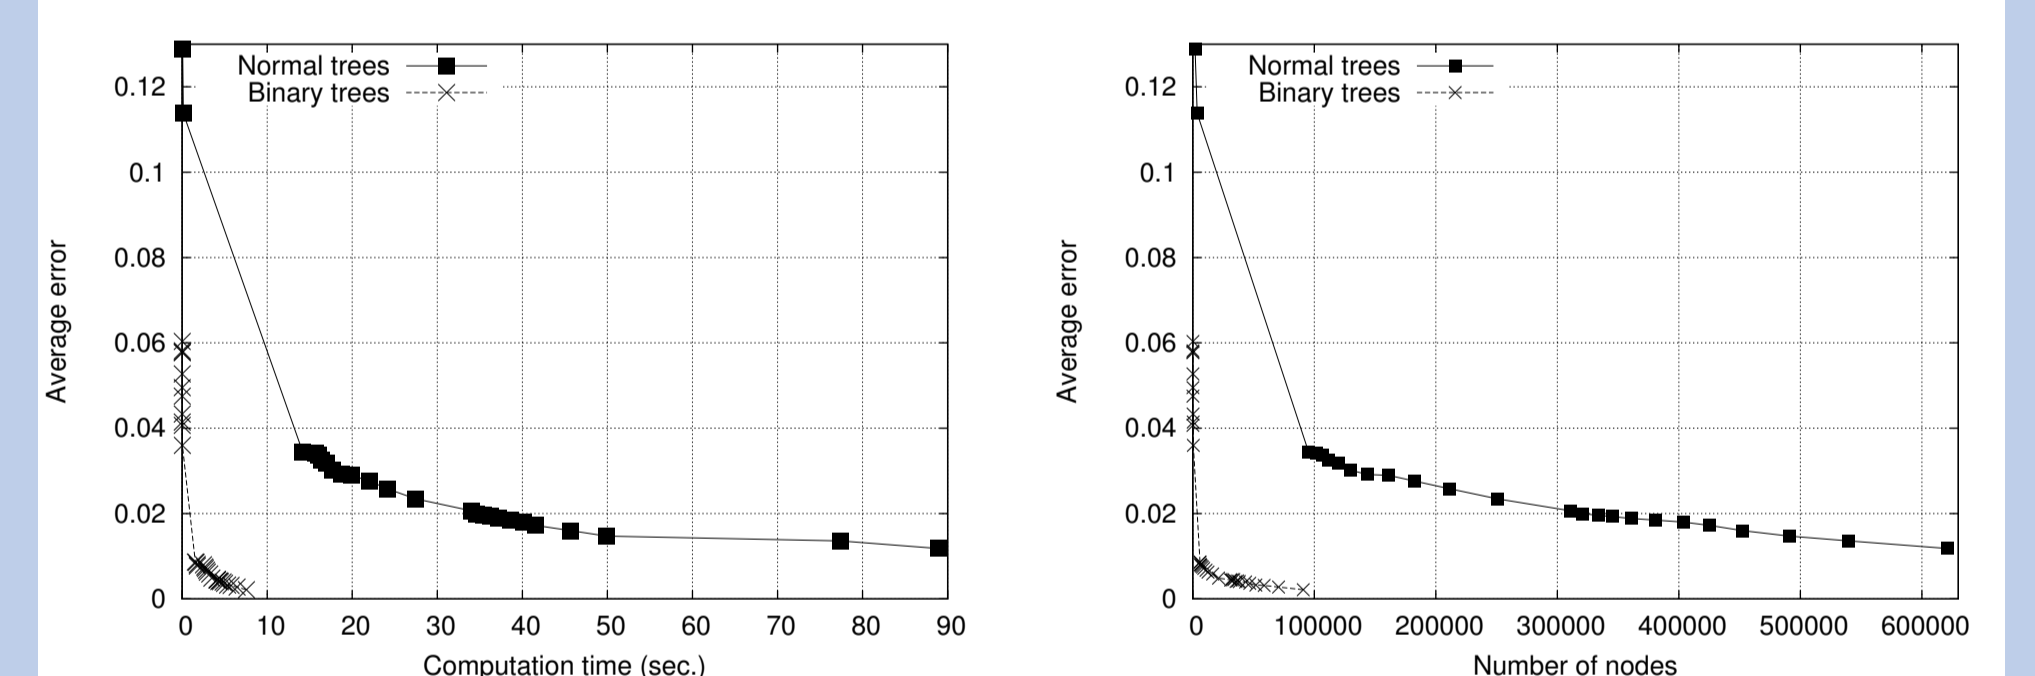 Normal trees
Binary trees
0.12
0.1
0.08
0.06
0.04
0.02
0
Average error
0 10 20 30 40 50 60 70 80 90
Computation time (sec.)
Normal trees
Binary trees
0.12
0.1
0.08
0.06
0.04
0.02
0
Average error
0 100000 200000 300000 400000 500000 600000
Number of nodes